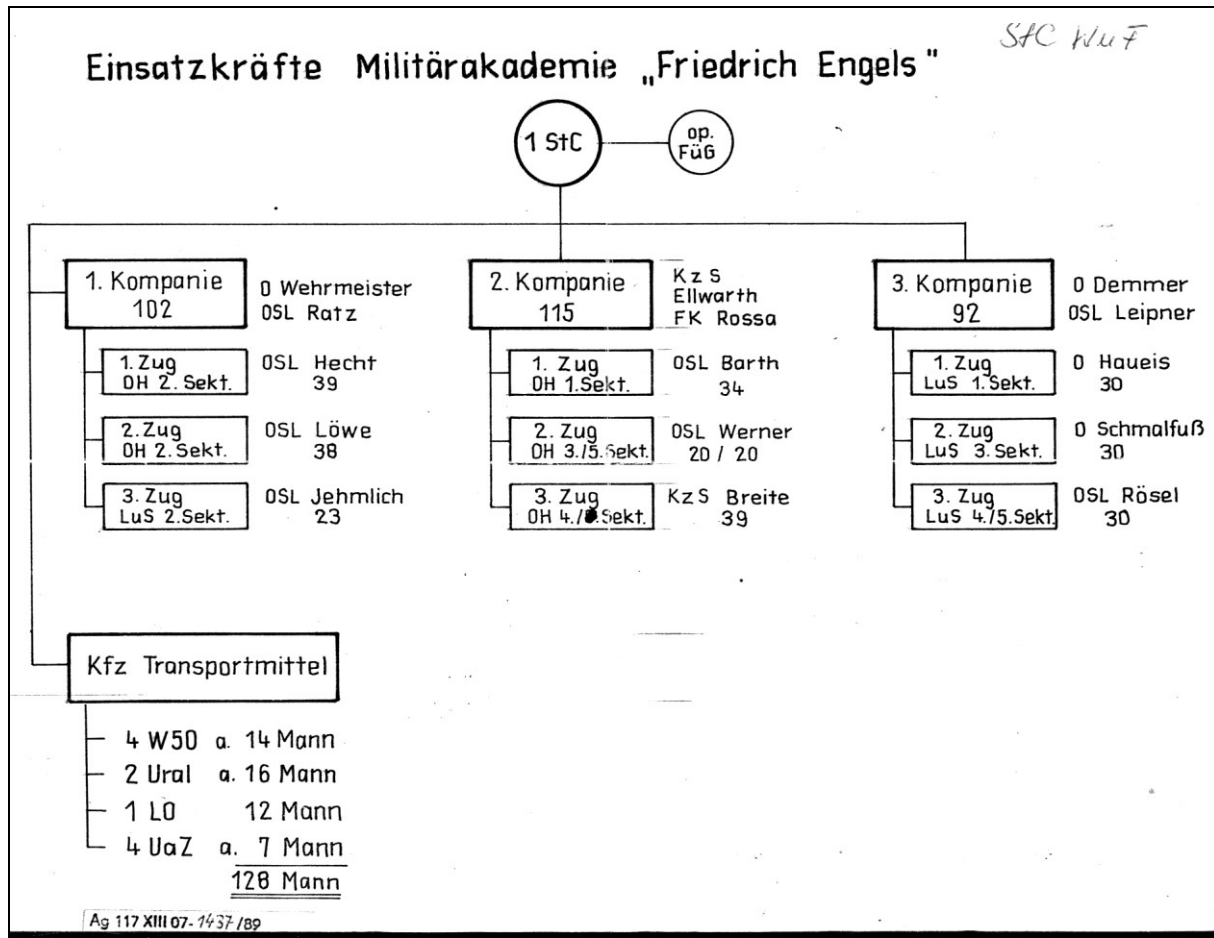 StC WuF
Einsatzkräfte Militärakademie „Friedrich Engels"
1 StC
op.
FüG
1. Kompanie
102
O Wehrmeister
OSL Ratz
1. Zug
OH 2. Sekt.
OSL Hecht
39
2. Zug
OH 2. Sekt.
OSL Löwe
38
3. Zug
LuS 2. Sekt.
OSL Jehmlich
23
2. Kompanie
115
KzS
Ellwarth
FK Rossa
1. Zug
OH 1. Sekt.
OSL Barth
34
2. Zug
OH 3./5. Sekt.
OSL Werner
20 / 20
3. Zug
OH 4./ Sekt.
KzS Breite
39
3. Kompanie
92
O Demmer
OSL Leipner
1. Zug
LuS 1. Sekt.
O Haueis
30
2. Zug
LuS 3. Sekt.
O Schmalfuß
30
3. Zug
LuS 4./5. Sekt.
OSL Rösel
30
Kfz Transportmittel
4 W50 a. 14 Mann
2 Ural a. 16 Mann
1 LO 12 Mann
4 UaZ a. 7 Mann
128 Mann
Ag 117 XIII 07-1437/89